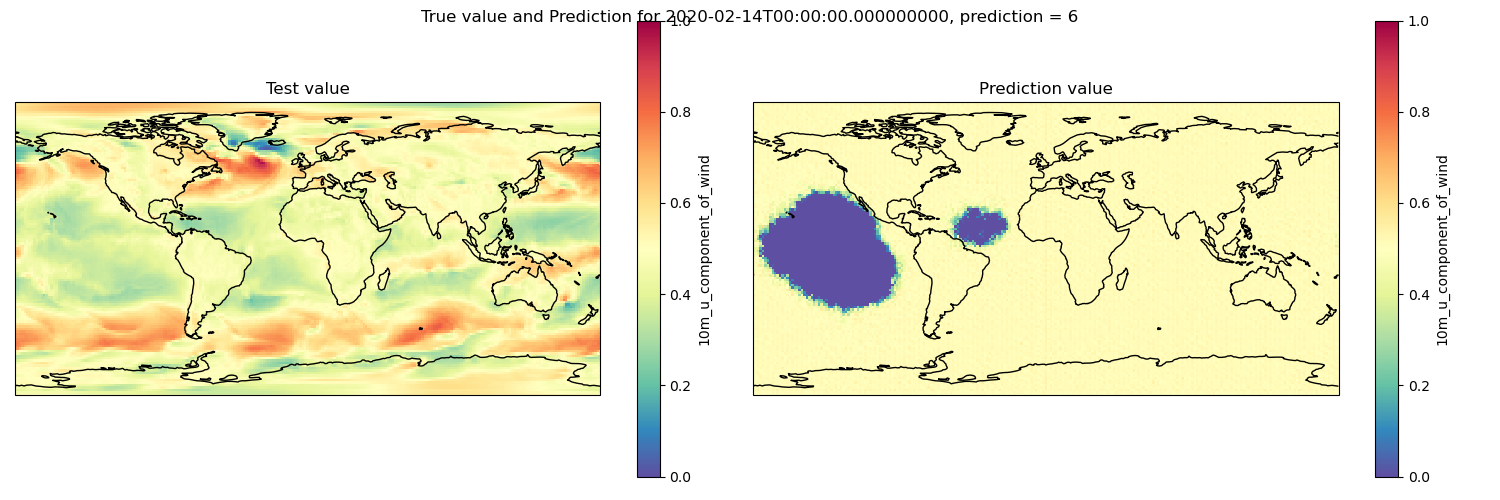 True value and Prediction for 2020-02-14T00:00:00.000000000, prediction = 6
Test value
1.0
0.8
0.6
0.4
0.2
0.0
10m_u_component_of_wind
Prediction value
1.0
0.8
0.6
0.4
0.2
0.0
10m_u_component_of_wind